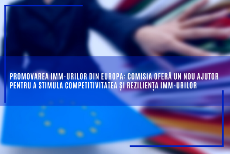 PROMOVAREA IMM-URILOR DIN EUROPA: COMISIA OFERĂ UN NOU AJUTOR
PENTRU A STIMULA COMPETITIVITATEA ȘI REZILIENȚA IMM-URILOR